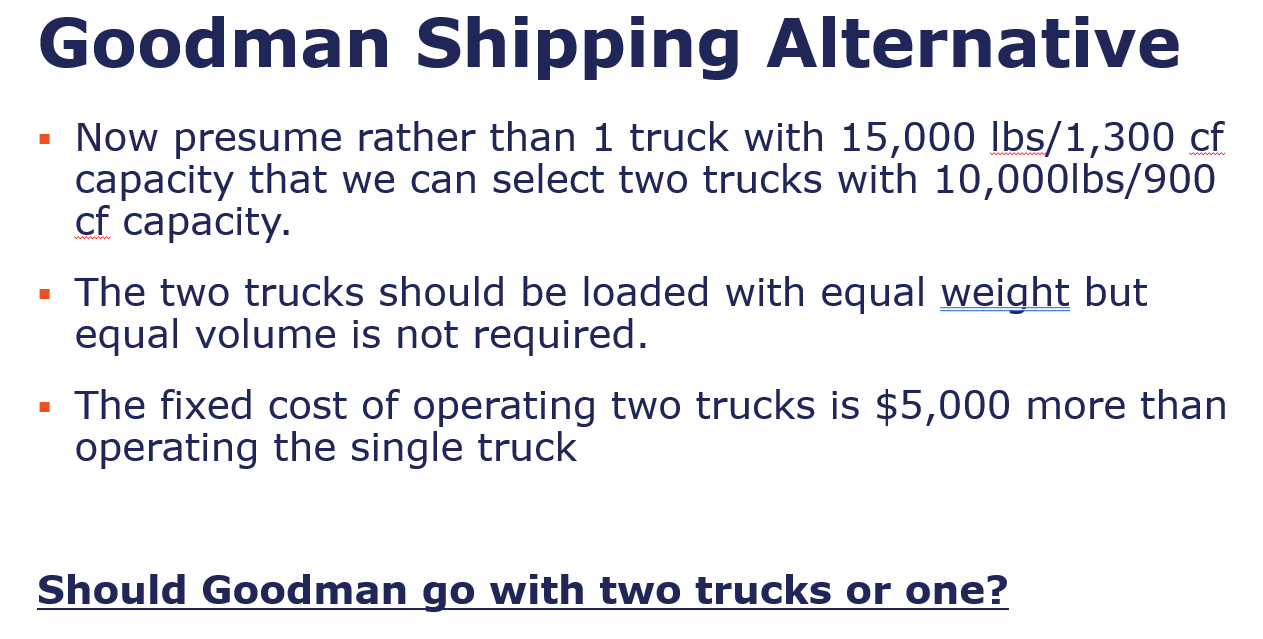 Goodman Shipping Alternative
Now presume rather than 1 truck with 15,000 lbs/1,300 cf
capacity that we can select two trucks with 10,000lbs/900
cf capacity.
The two trucks should be loaded with equal weight but
equal volume is not required.
The fixed cost of operating two trucks is $5,000 more than
operating the single truck
Should Goodman go with two trucks or one?